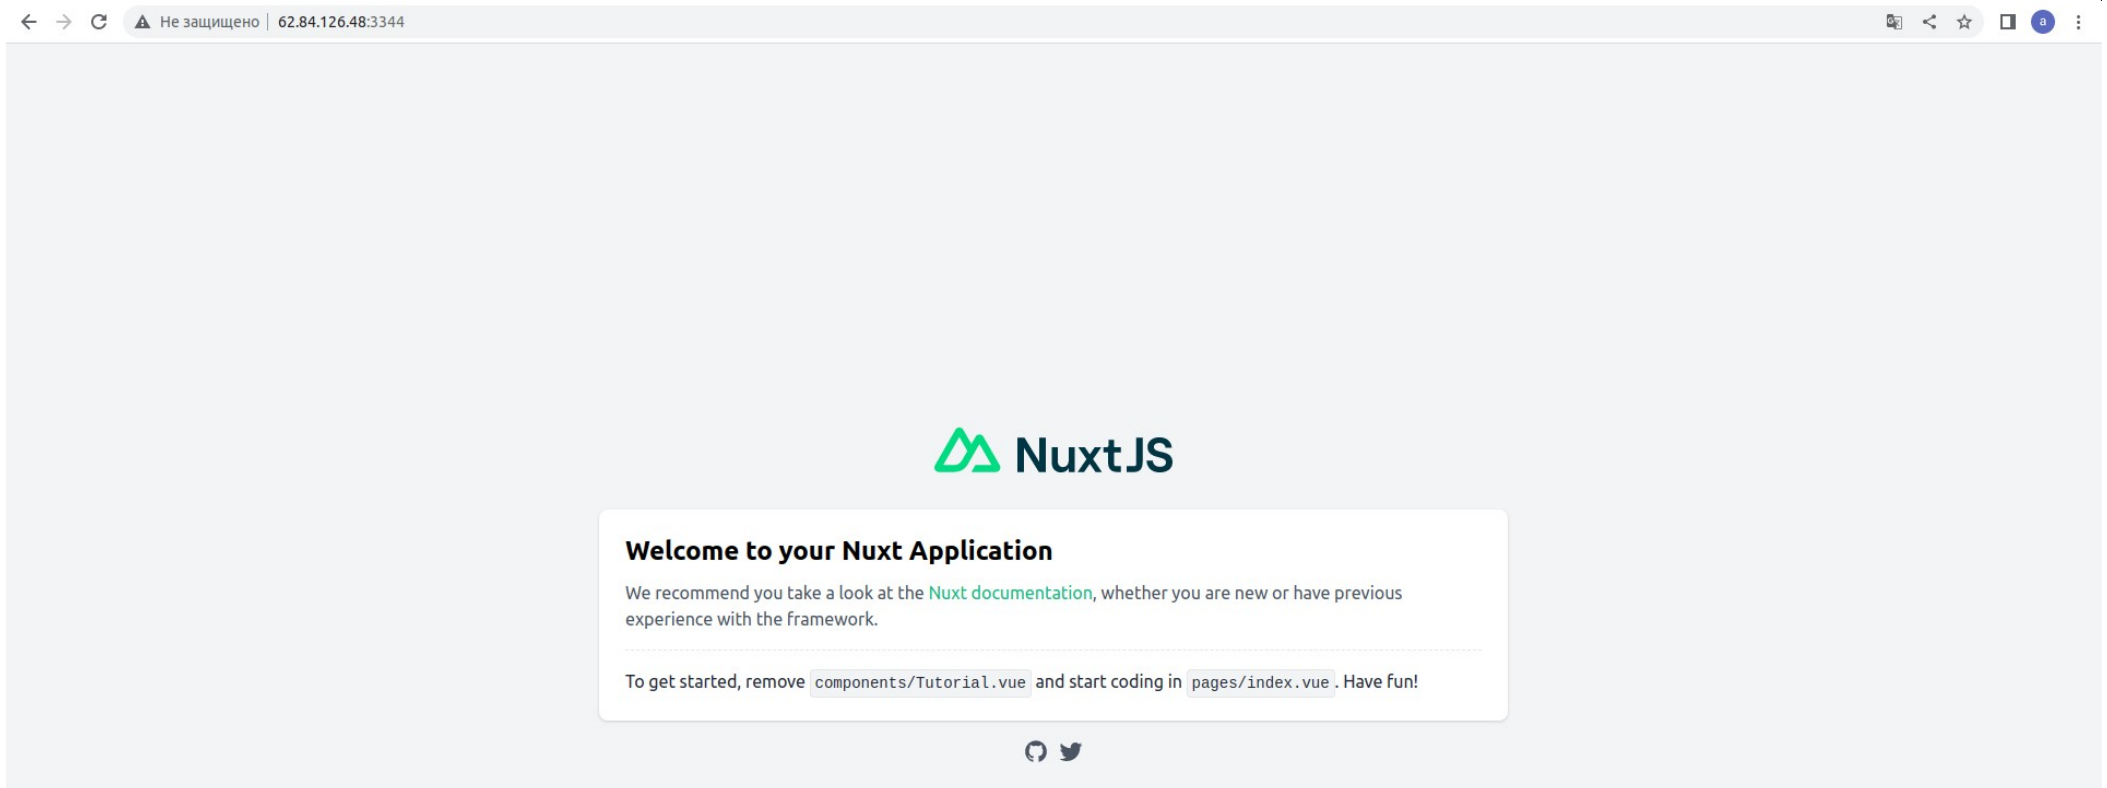 Не защищено 62.84.126.48:3344
a
NuxtJS
Welcome to your Nuxt Application
We recommend you take a look at the Nuxt documentation, whether you are new or have previous
experience with the framework.
To get started, remove components/Tutorial.vue and start coding in pages/index.vue. Have fun!